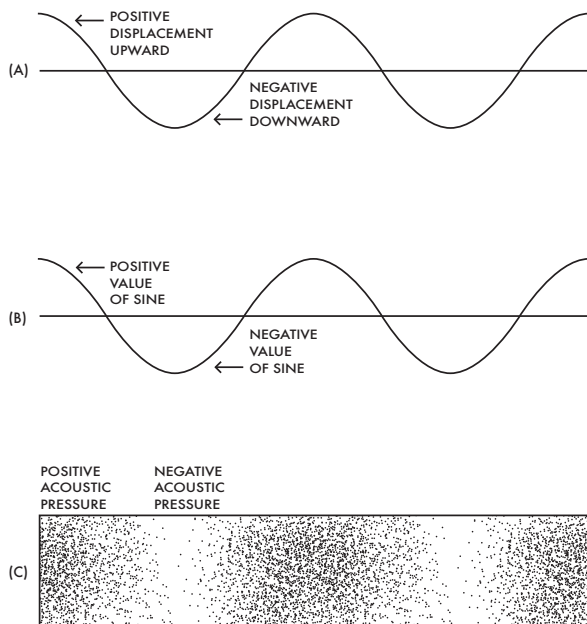 POSITIVE
DISPLACEMENT
UPWARD
(A)
NEGATIVE
DISPLACEMENT
DOWNWARD
POSITIVE
VALUE
OF SINE
(B)
NEGATIVE
VALUE
OF SINE
POSITIVE
ACOUSTIC
PRESSURE
NEGATIVE
ACOUSTIC
PRESSURE
(C)